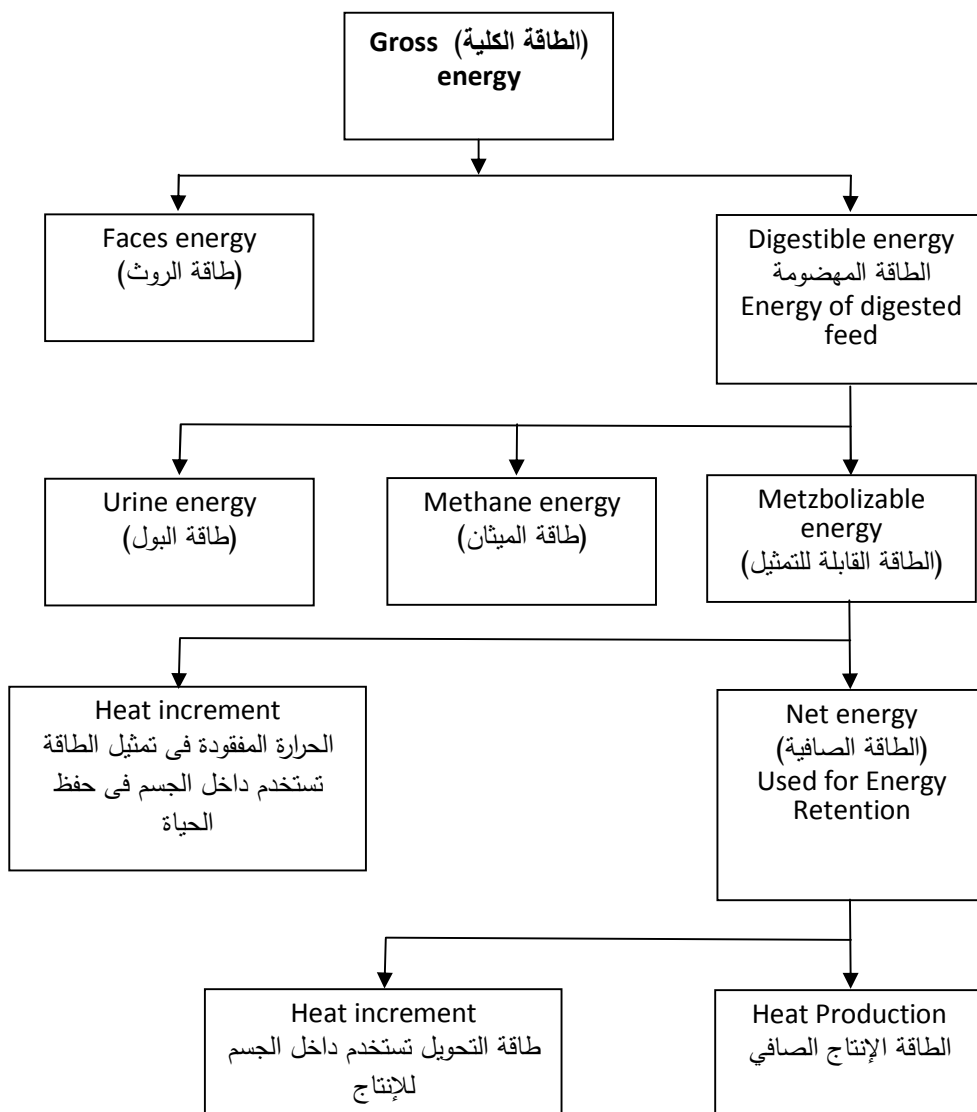 Gross (الطاقة الكلية)
energy
Faces energy
(طاقة الروث)
Digestible energy
الطاقة المهضومة
Energy of digested
feed
Urine energy
(طاقة البول)
Methane energy
(طاقة الميثان)
Metzbolizable
energy
(الطاقة القابلة للتمثيل)
Heat increment
الحرارة المفقودة فى تمثيل الطاقة
تستخدم داخل الجسم فى حفظ
الحياة
Net energy
(الطاقة الصافية)
Used for Energy
Retention
Heat increment
طاقة التحويل تستخدم داخل الجسم
للإنتاج
Heat Production
الطاقة الإنتاج الصافي